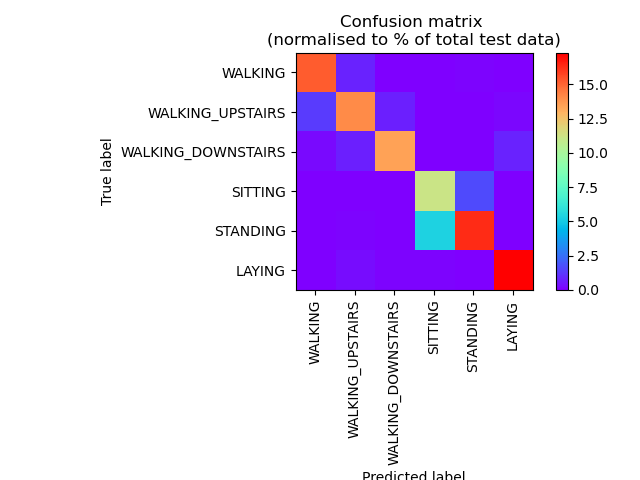 Confusion matrix
(normalised to % of total test data)
True label
WALKING
WALKING_UPSTAIRS
WALKING_DOWNSTAIRS
SITTING
STANDING
LAYING
WALKING
WALKING_UPSTAIRS
WALKING_DOWNSTAIRS
SITTING
STANDING
LAYING
Predicted label
15.0
12.5
10.0
7.5
5.0
2.5
0.0